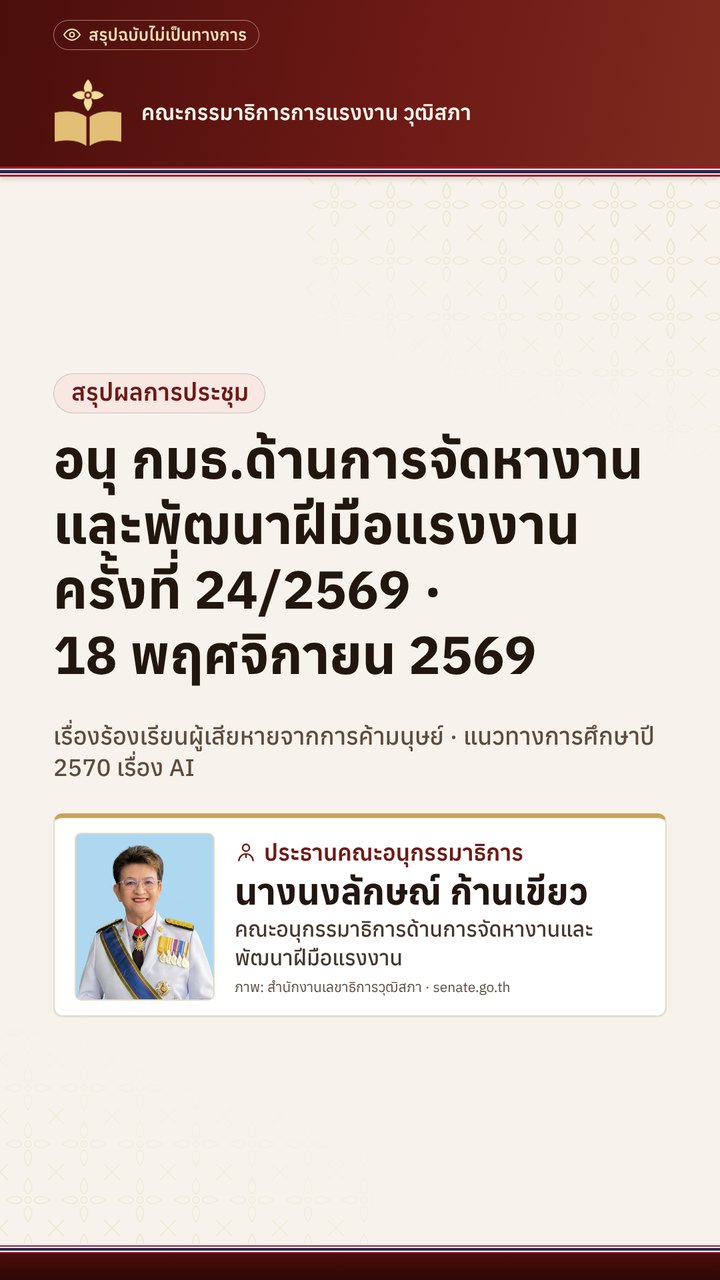 สรุปฉบับไม่เป็นทางการ
คณะกรรมาธิการการแรงงาน วุฒิสภา
สรุปผลการประชุม
อนุ กมธ.ด้านการจัดหางาน
และพัฒนาฝีมือแรงงาน
ครั้งที่ 24/2569 ·
18 พฤศจิกายน 2569
เรื่องร้องเรียนผู้เสียหายจากการค้ามนุษย์ · แนวทางการศึกษาปี
2570 เรื่อง AI
ประธานคณะอนุกรรมาธิการ
นางนงลักษณ์ ก้านเขียว
คณะอนุกรรมาธิการด้านการจัดหางานและ
พัฒนาฝีมือแรงงาน
ภาพ: สำนักงานเลขาธิการวุฒิสภา · senate.go.th